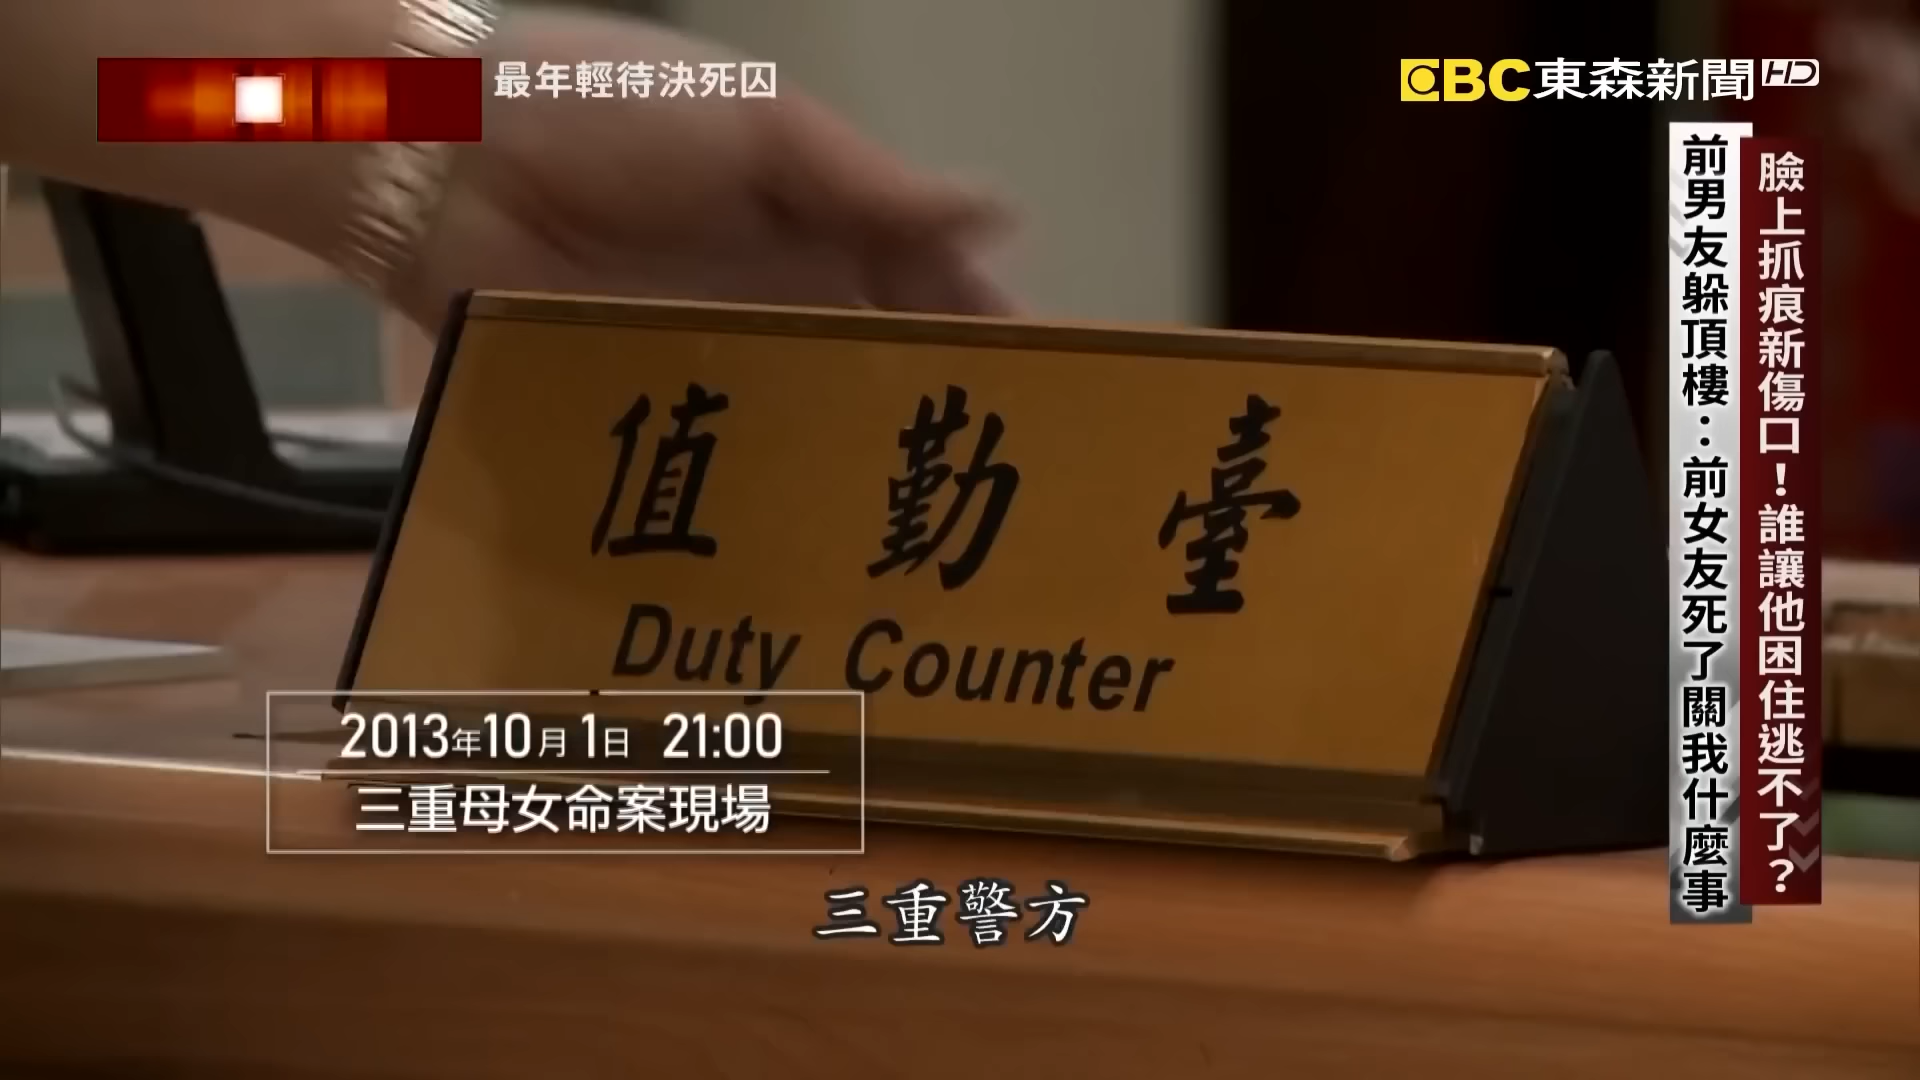 最年輕待決死囚
EBC東森新聞HD
臉上抓痕新傷口！誰讓他困住逃不了？
前男友躲頂樓：前女友死了關我什麼事
值勤臺
Duty Counter
2013年10月1日 21:00
三重母女命案現場
三重警方